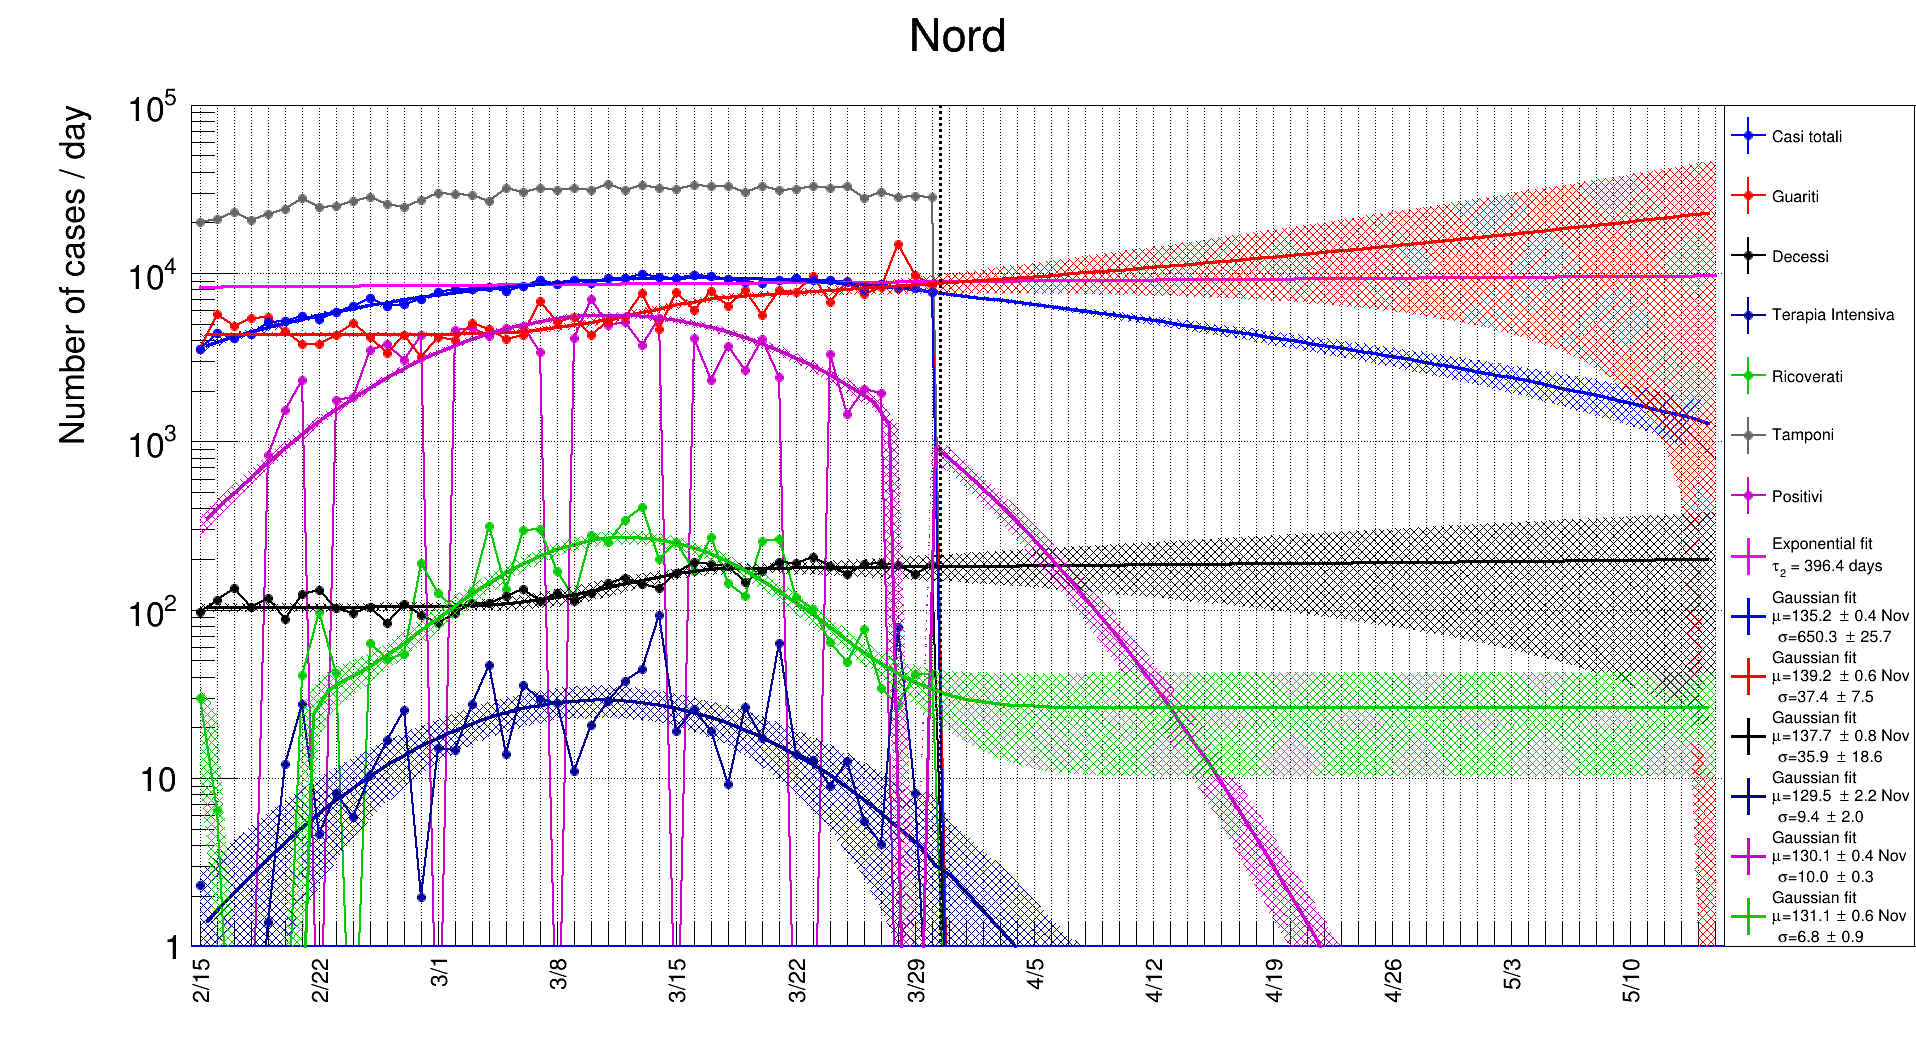 Nord
Number of cases / day
10^5
10^4
10^3
10^2
10
1
2/15
2/22
3/1
3/8
3/15
3/22
3/29
4/5
4/12
4/19
4/26
5/3
5/10
Casi totali
Guariti
Decessi
Terapia Intensiva
Ricoverati
Tamponi
Positivi
Exponential fit
τ₂ = 396.4 days
Gaussian fit
μ=135.2 ± 0.4 Nov
σ=650.3 ± 25.7
Gaussian fit
μ=139.2 ± 0.6 Nov
σ=37.4 ± 7.5
Gaussian fit
μ=137.7 ± 0.8 Nov
σ=35.9 ± 18.6
Gaussian fit
μ=129.5 ± 2.2 Nov
σ=9.4 ± 2.0
Gaussian fit
μ=130.1 ± 0.4 Nov
σ=10.0 ± 0.3
Gaussian fit
μ=131.1 ± 0.6 Nov
σ=6.8 ± 0.9